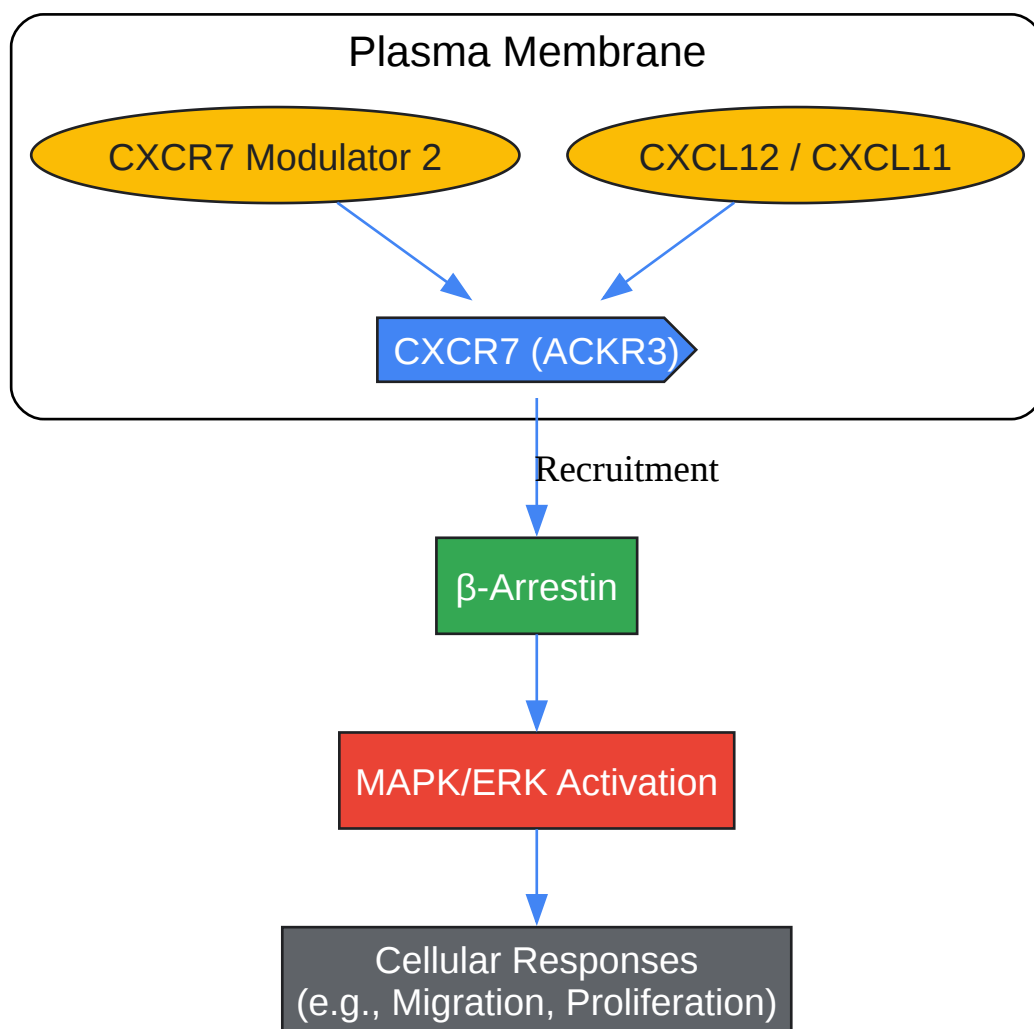 Plasma Membrane
CXCR7 Modulator 2
CXCL12 / CXCL11
CXCR7 (ACKR3)
Recruitment
β-Arrestin
MAPK/ERK Activation
Cellular Responses
(e.g., Migration, Proliferation)